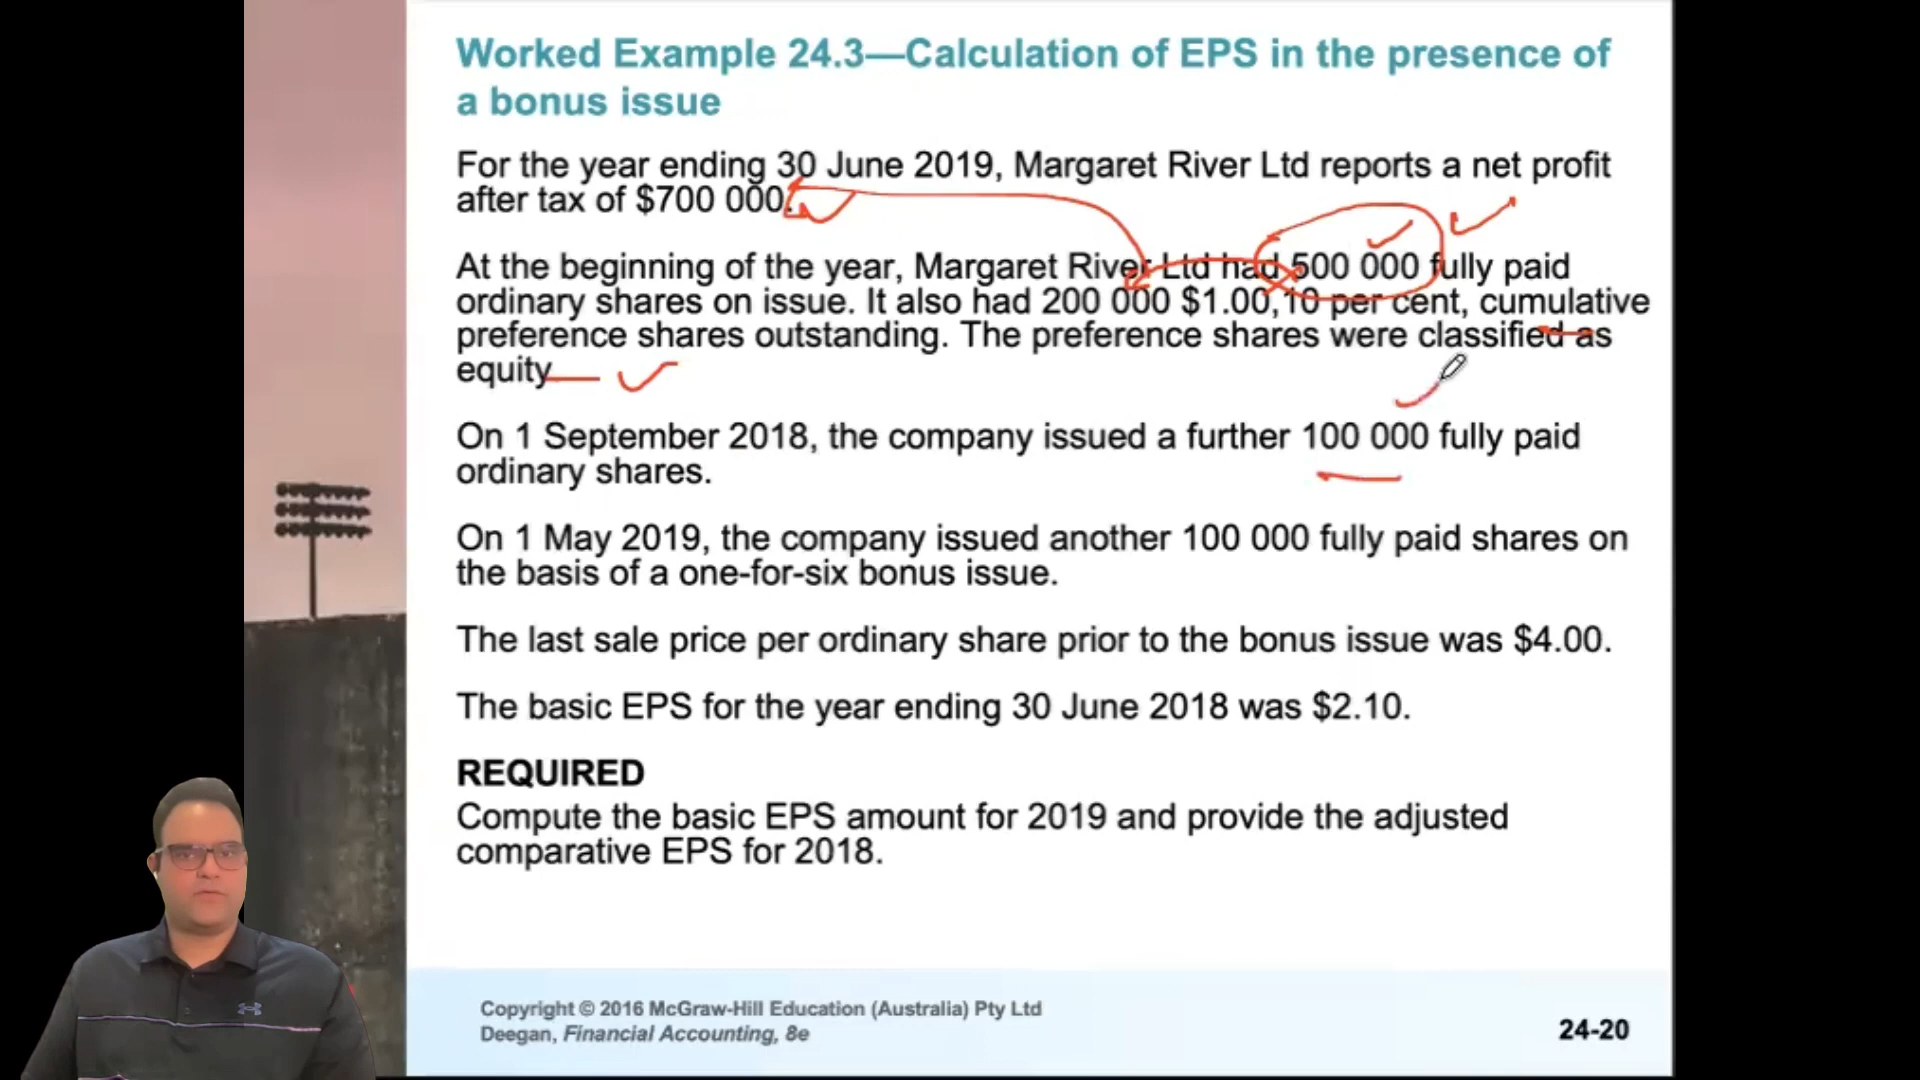 Worked Example 24.3—Calculation of EPS in the presence of
a bonus issue
For the year ending 30 June 2019, Margaret River Ltd reports a net profit
after tax of $700 000.
At the beginning of the year, Margaret River Ltd had 500 000 fully paid
ordinary shares on issue. It also had 200 000 $1.00, 10 per cent, cumulative
preference shares outstanding. The preference shares were classified as
equity
On 1 September 2018, the company issued a further 100 000 fully paid
ordinary shares.
On 1 May 2019, the company issued another 100 000 fully paid shares on
the basis of a one-for-six bonus issue.
The last sale price per ordinary share prior to the bonus issue was $4.00.
The basic EPS for the year ending 30 June 2018 was $2.10.
REQUIRED
Compute the basic EPS amount for 2019 and provide the adjusted
comparative EPS for 2018.
Copyright © 2016 McGraw-Hill Education (Australia) Pty Ltd
Deegan, Financial Accounting, 8e
24-20